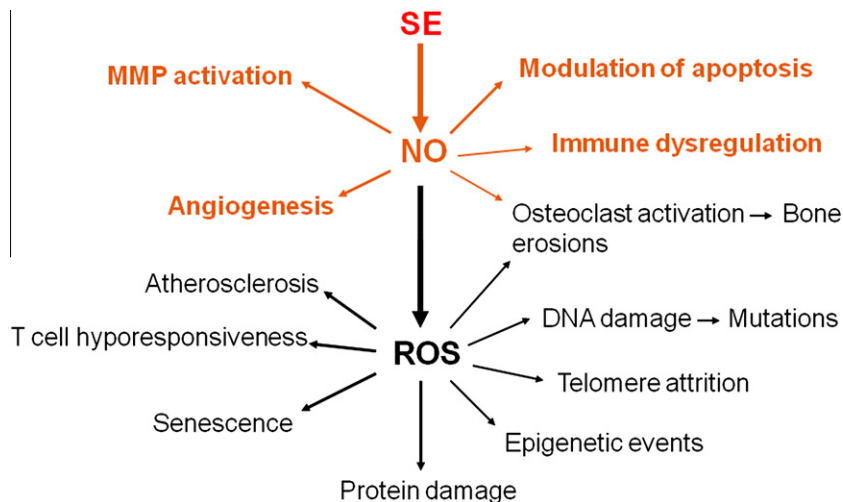 SE
MMP activation
Modulation of apoptosis
NO
Immune dysregulation
Angiogenesis
Osteoclast activation → Bone
erosions
Atherosclerosis
DNA damage → Mutations
T cell hyporesponsiveness
ROS
Telomere attrition
Senescence
Epigenetic events
Protein damage